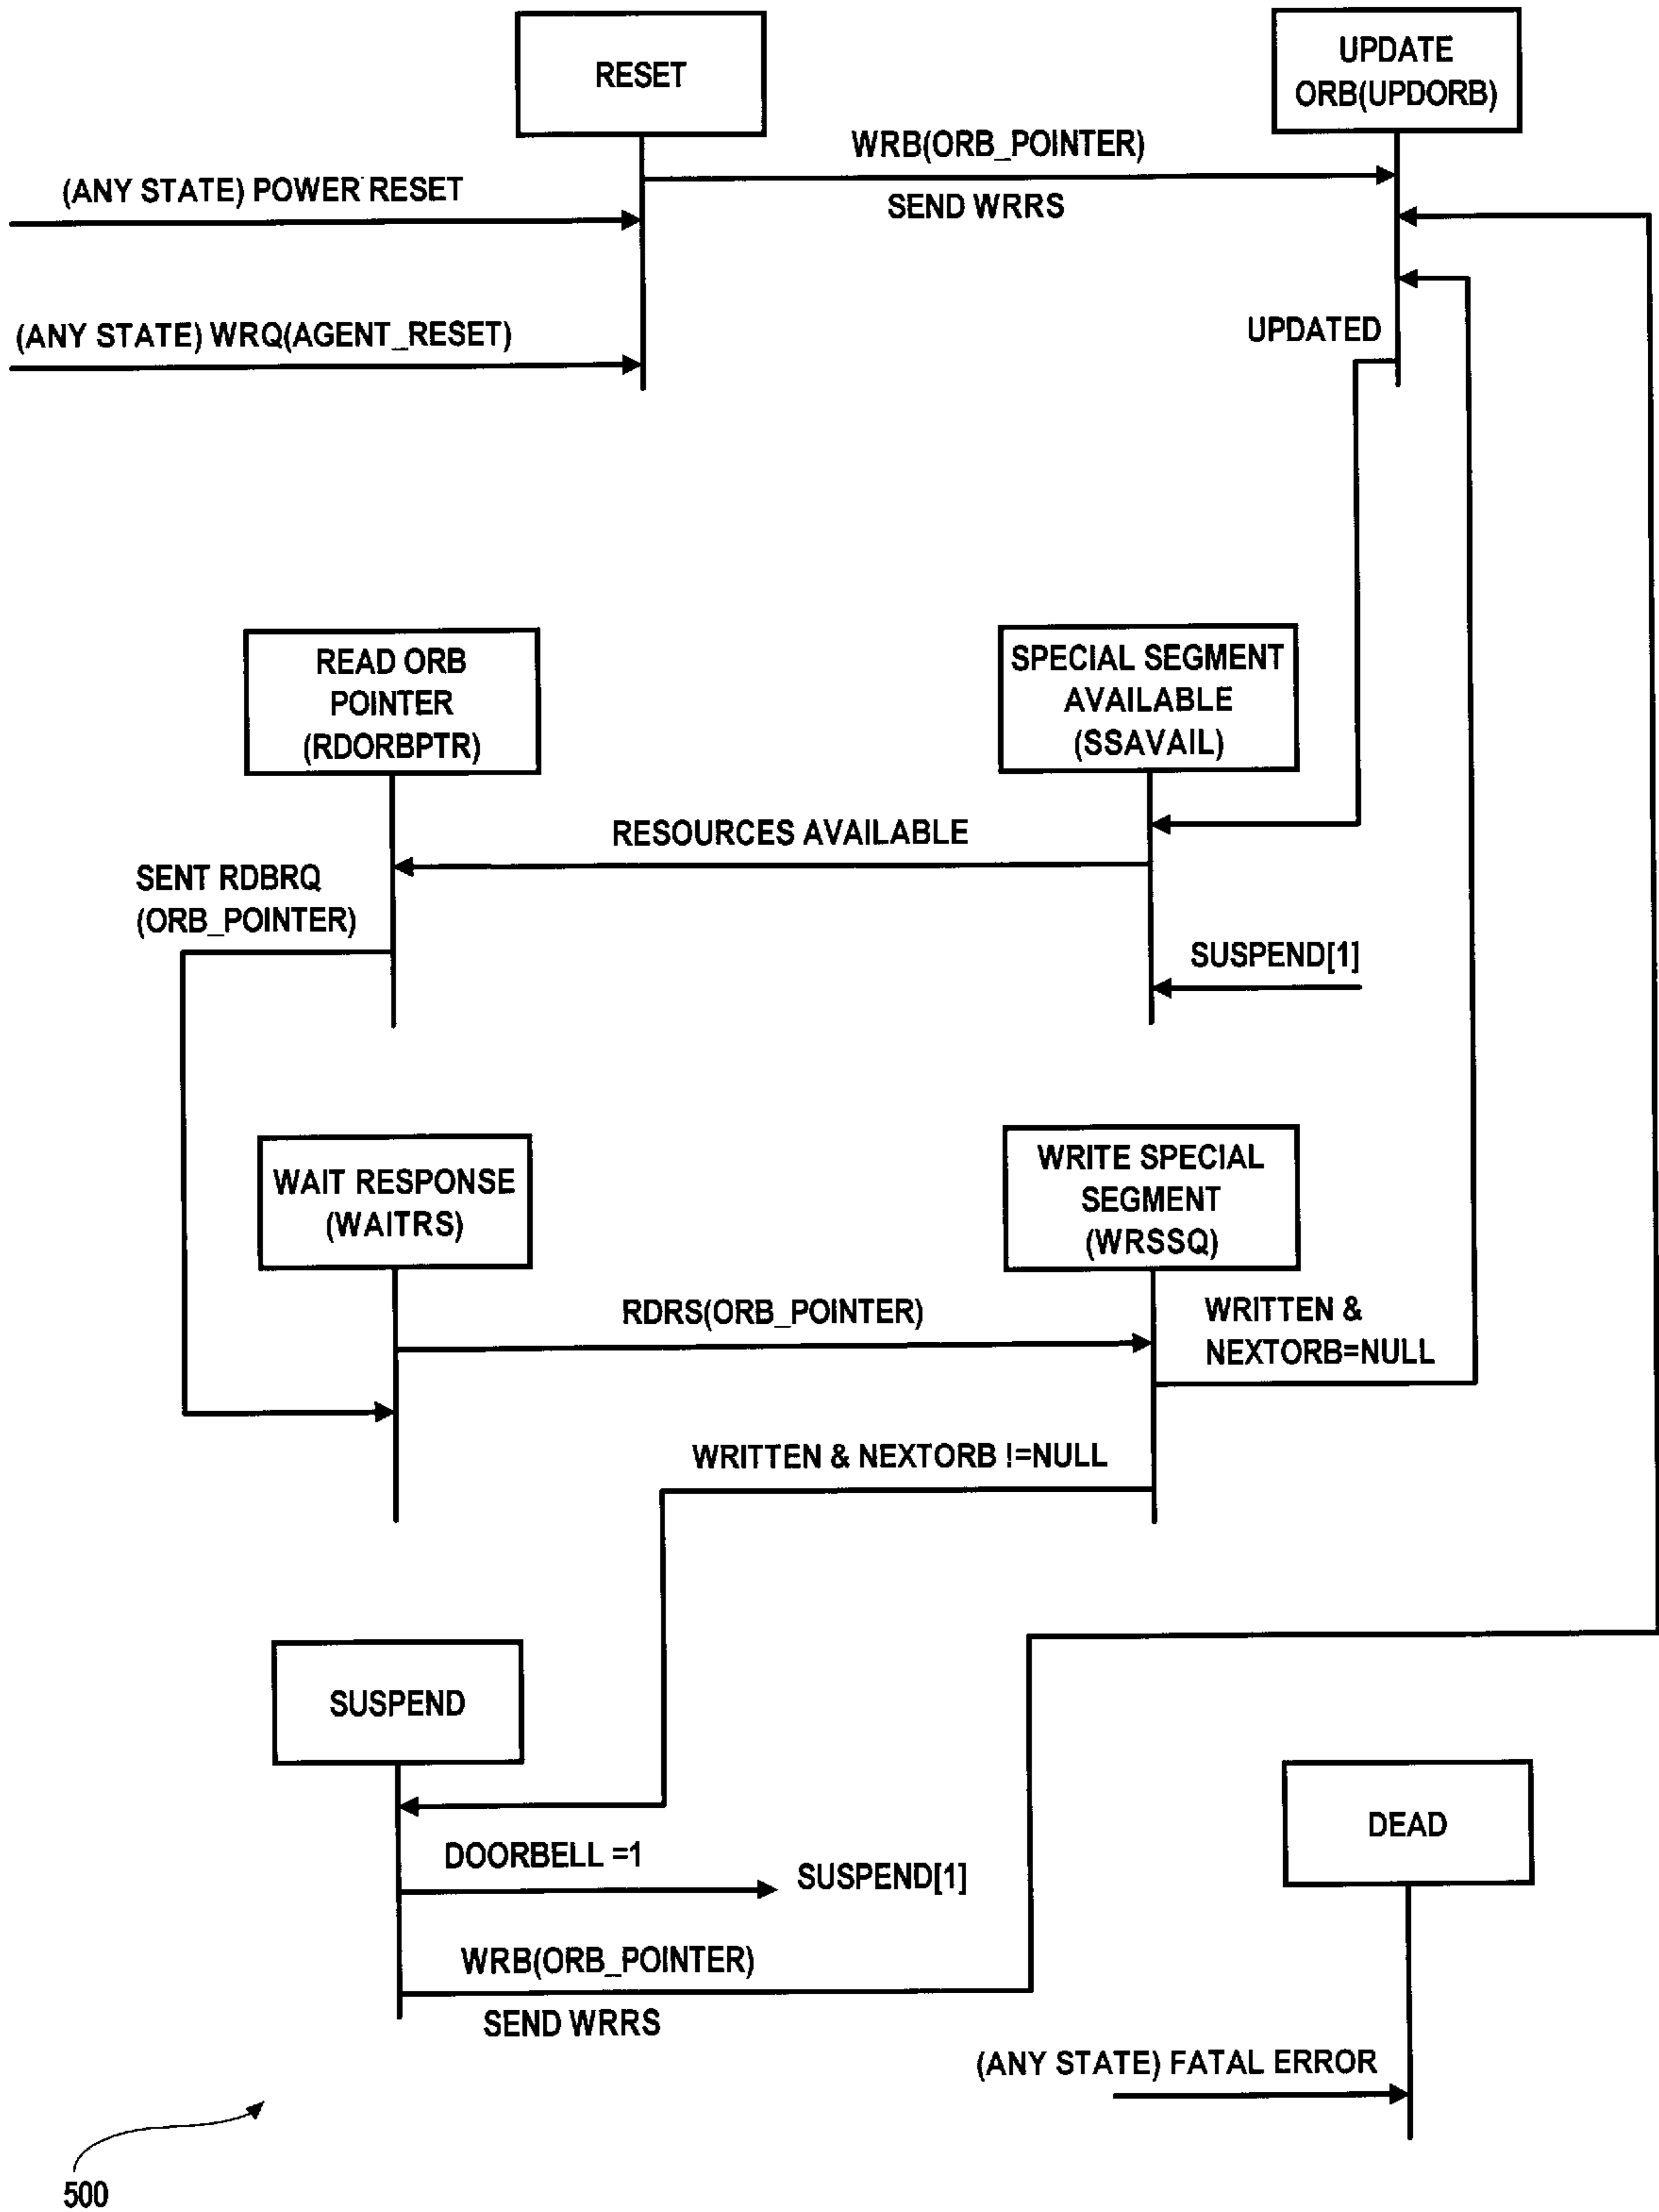 RESET
UPDATE
ORB(UPDORB)
WRB(ORB_POINTER)
(ANY STATE) POWER RESET
SEND WRRS
(ANY STATE) WRQ(AGENT_RESET)
UPDATED
READ ORB
POINTER
(RDORBPTR)
SPECIAL SEGMENT
AVAILABLE
(SSAVAIL)
RESOURCES AVAILABLE
SENT RDBRQ
(ORB_POINTER)
SUSPEND[1]
WAIT RESPONSE
(WAITRS)
WRITE SPECIAL
SEGMENT
(WRSSQ)
RDRS(ORB_POINTER)
WRITTEN &
NEXTORB=NULL
WRITTEN & NEXTORB !=NULL
SUSPEND
DEAD
DOORBELL =1
SUSPEND[1]
WRB(ORB_POINTER)
SEND WRRS
(ANY STATE) FATAL ERROR
500